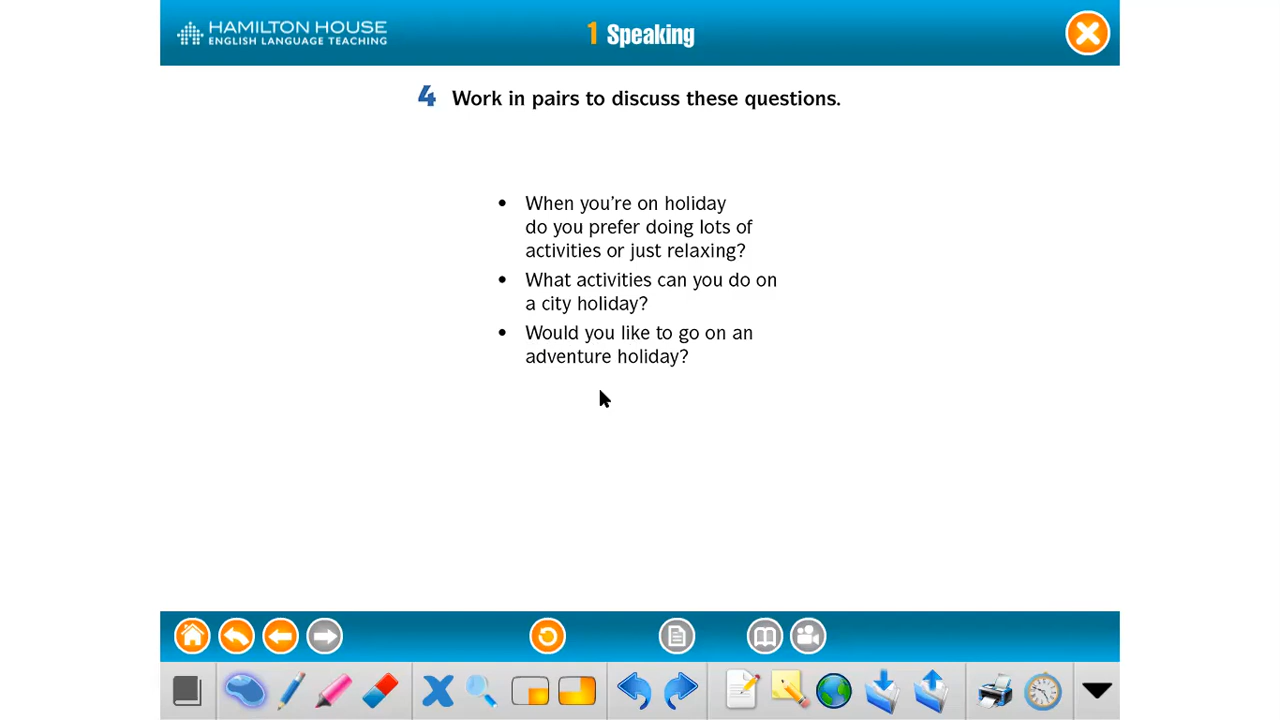 HAMILTON HOUSE
ENGLISH LANGUAGE TEACHING
1 Speaking
4 Work in pairs to discuss these questions.
• When you're on holiday
do you prefer doing lots of
activities or just relaxing?
• What activities can you do on
a city holiday?
• Would you like to go on an
adventure holiday?